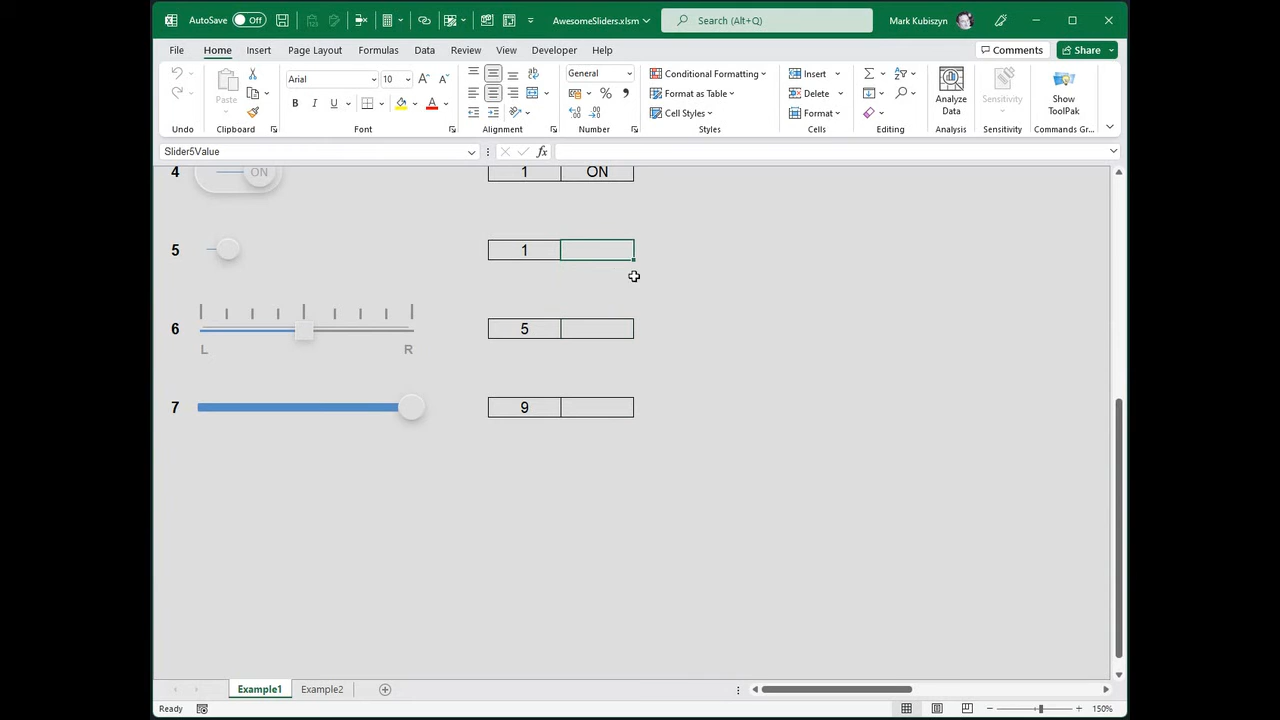 AutoSave Off AwesomeSliders.xlsm Search (Alt+Q) Mark Kubiszyn
File Home Insert Page Layout Formulas Data Review View Developer Help Comments Share
Undo
Paste
Clipboard
Arial 10
B I U
Font
Alignment
General
Number
Conditional Formatting
Format as Table
Cell Styles
Styles
Insert
Delete
Format
Cells
Editing
Analyze
Data
Analysis
Sensitivity
Sensitivity
Show
ToolPak
Commands Gr...
Slider5Value fx
4 ON 1 ON
5 1
6 5
L R
7 9
Example1 Example2
Ready 150%